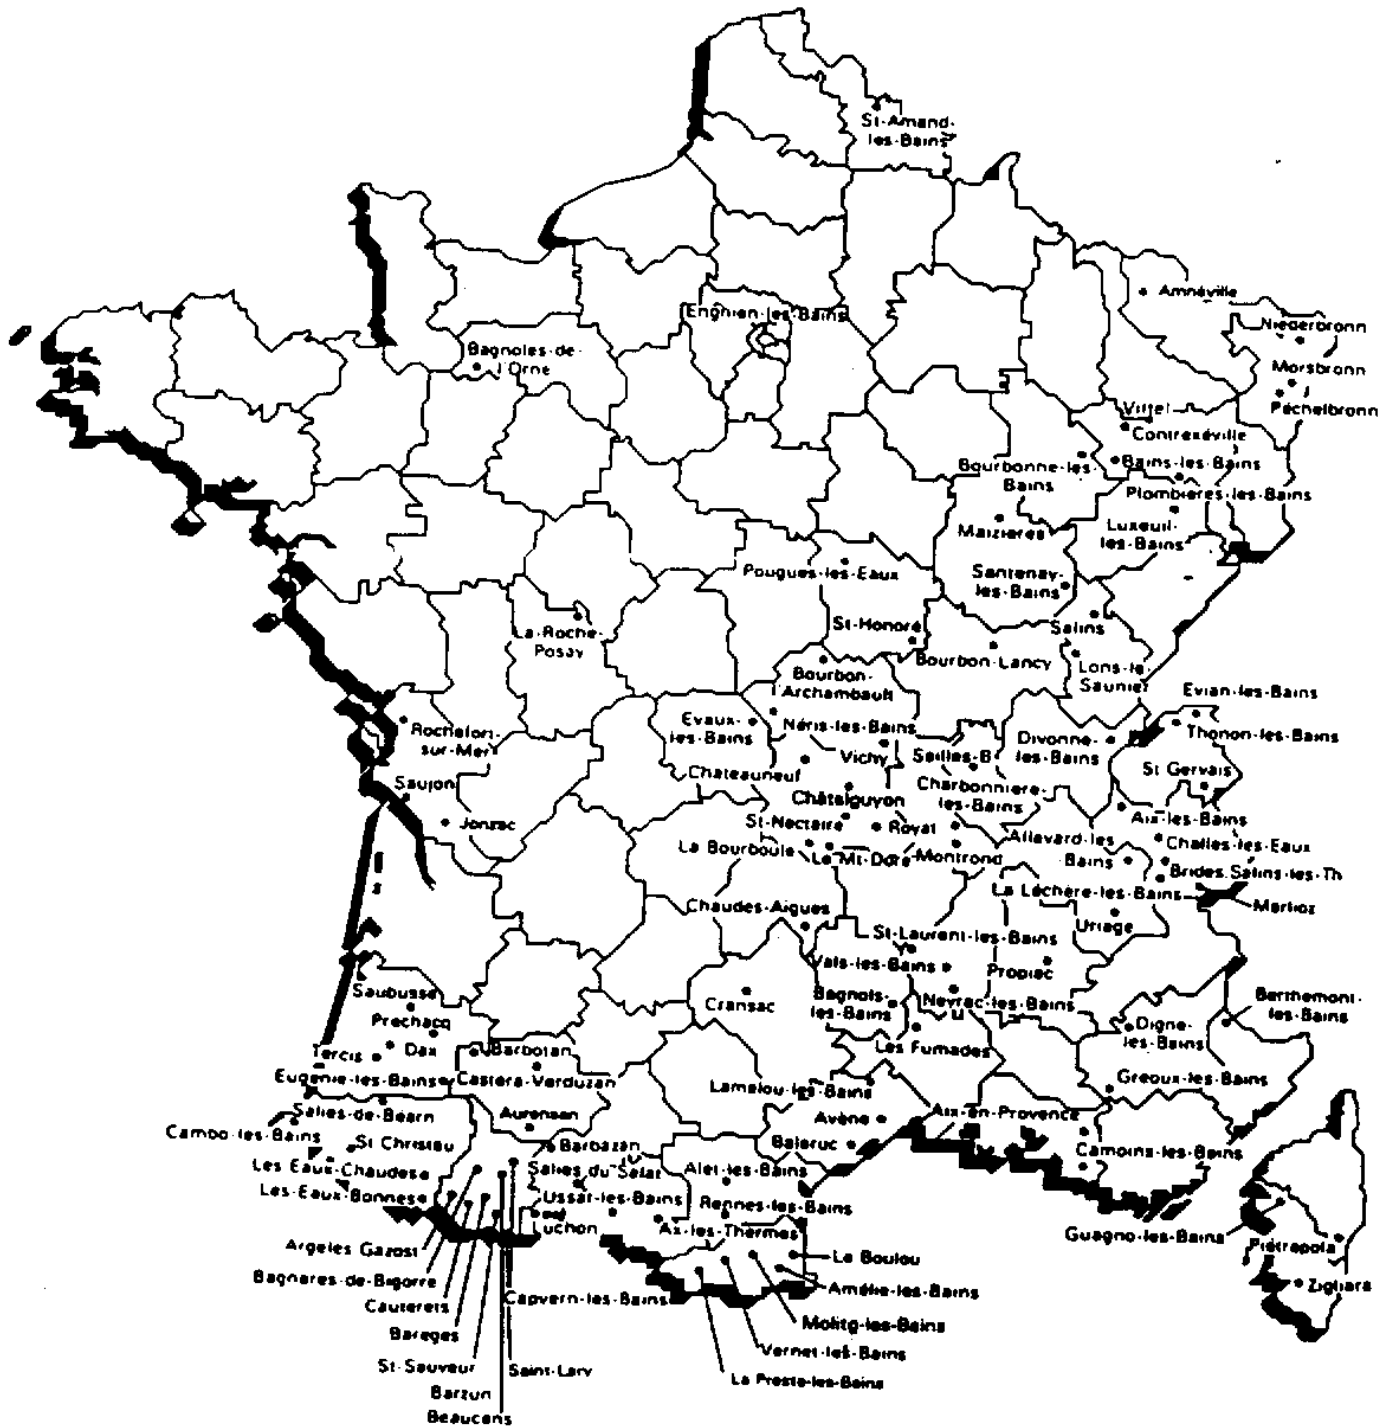 St-Amand-
les-Bains
Amnéville
Enghien-les-Bains
Niederbronn
Bagnoles-de-
l'Orne
Morsbronn
Vittel
Péchelbronn
Contrexéville
Bourbonne-les-
Bains
Bains-les-Bains
Plombières-les-Bains
Maizières
Luxeuil-
les-Bains
Pougues-les-Eaux
Santenay-
les-Bains
La-Roche-
Posay
St-Honoré
Salins
Bourbon-Lancy
Lons-le-
Saunier
Bourbon-
l'Archambault
Evian-les-Bains
Evaux-
les-Bains
Néris-les-Bains
Rochefort-
sur-Mer
Divonne-
les-Bains
Thonon-les-Bains
Vichy
Sailles-B
Chateauneuf
St Gervais
Saujon
Charbonnière-
les-Bains
Châtelguyon
Aix-les-Bains
Jonzac
St-Nectaire
Royat
Allevard-les
Bains
Challes-les-Eaux
La Bourboule
Le Mt-Dore
Montrond
Brides.Salins-les-Th
La Léchère-les-Bains
Marlioz
Chaudes-Aigues
Uriage
St-Laurent-les-Bains
Vals-les-Bains
Propiac
Saubusse
Cransac
Bagnols-
les-Bains
Neyrac-les-Bains
Berthemont-
les-Bains
Prechacq
Digne-
les-Bains
Tercis
Dax
Barbotan
Les Fumades
Eugénie-les-Bains
Castera-Verduzan
Lamalou-les-Bains
Greoux-les-Bains
Salies-de-Béarn
Aurensan
Avène
Aix-en-Provence
Cambo-les-Bains
St Christau
Barbazan
Balaruc
Camoins-les-Bains
Les Eaux-Chaudes
Salies du Salat
Alet-les-Bains
Les-Eaux-Bonnes
Ussat-les-Bains
Rennes-les-Bains
Luchon
Ax-les-Thermes
Guagno-les-Bains
Argeles Gazost
La Boulou
Pietrapola
Bagnares-de-Bigorre
Amélie-les-Bains
Zigliara
Cauterets
Capvern-les-Bains
Molitg-les-Bains
Bareges
Vernet-les-Bains
St-Sauveur
Saint-Lary
La Presta-les-Bains
Barzun
Beaucens